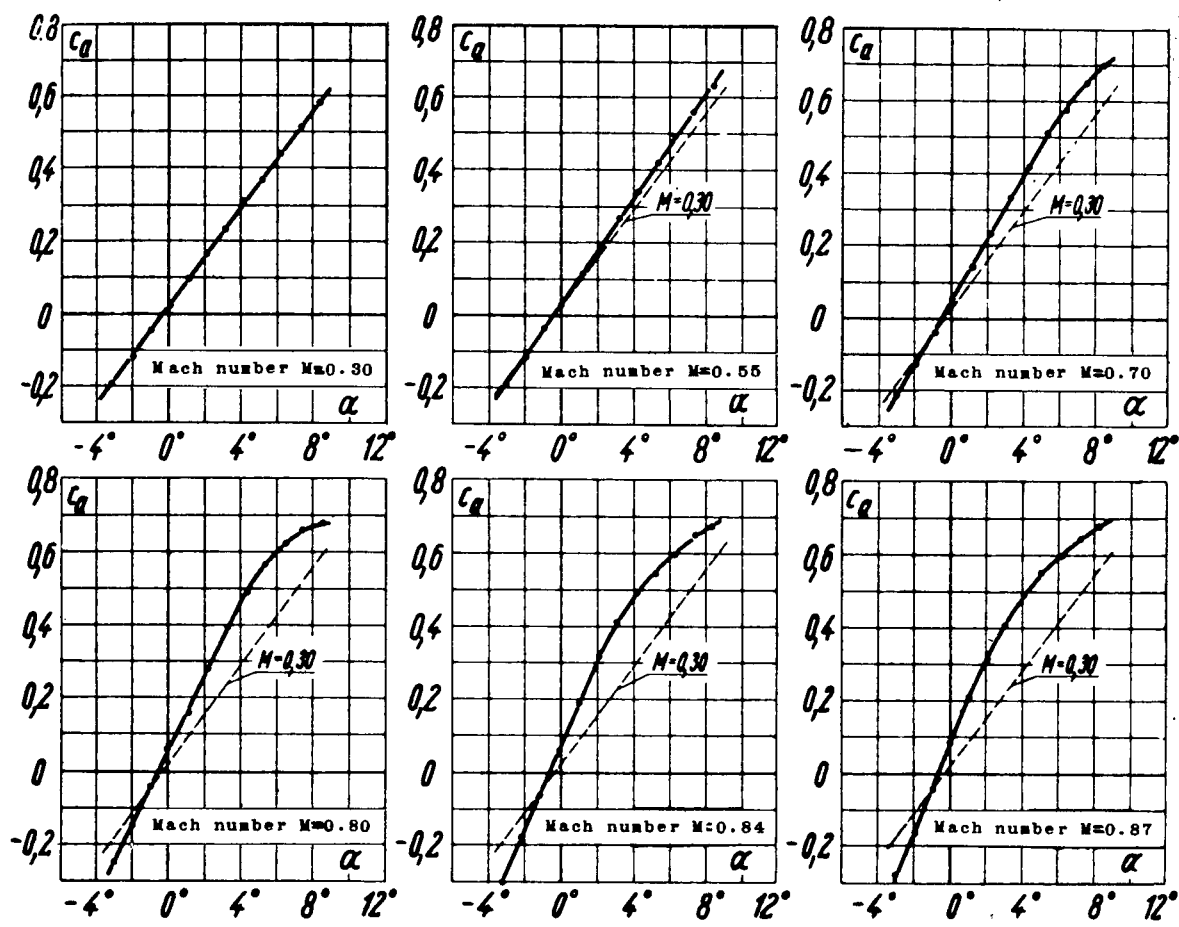 0.8 0,6 0,4 0,2 0 -0,2
c_a
Mach number M=0.30
α
-4° 0° 4° 8° 12°
0,8 0,6 0,4 0,2 0 -0,2
c_a
M=0,30
Mach number M=0.55
α
-4° 0° 4° 8° 12°
0,8 0,6 0,4 0,2 0 -0,2
c_a
M=0,30
Mach number M=0.70
α
-4° 0° 4° 8° 12°
0,8 0,6 0,4 0,2 0 -0,2
c_a
M=0,30
Mach number M=0.80
α
-4° 0° 4° 8° 12°
0,8 0,6 0,4 0,2 0 -0,2
c_a
M=0,30
Mach number M=0.84
α
-4° 0° 4° 8° 12°
0,8 0,6 0,4 0,2 0 -0,2
c_a
M=0,30
Mach number M=0.87
α
-4° 0° 4° 8° 12°